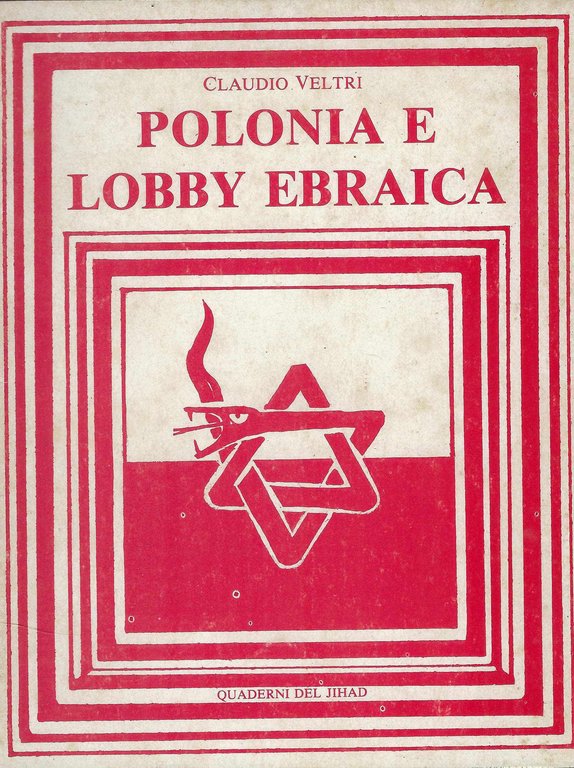 CLAUDIO VELTRI
POLONIA E
LOBBY EBRAICA
QUADERNI DEL JIHAD